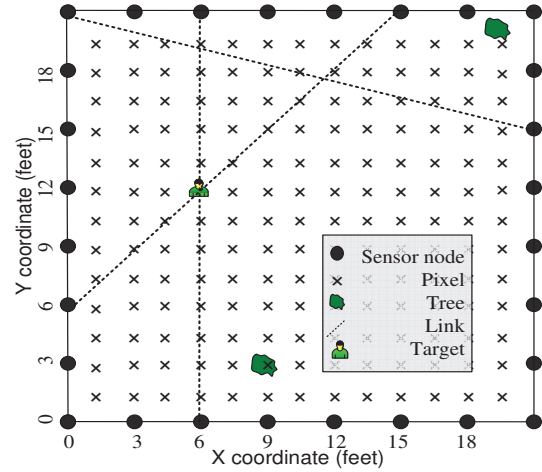 18
15
12
9
6
3
0
Y coordinate (feet)
Sensor node
Pixel
Tree
Link
Target
0 3 6 9 12 15 18
X coordinate (feet)